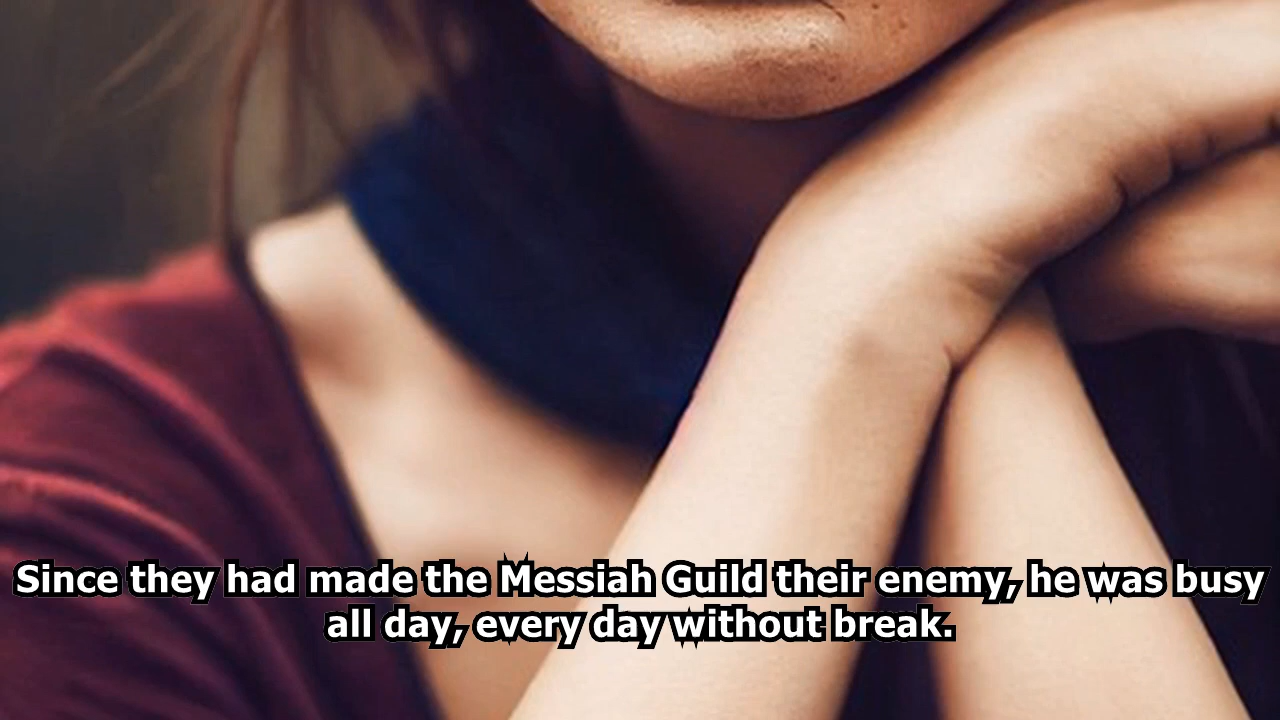 Since they had made the Messiah Guild their enemy, he was busy
all day, every day without break.